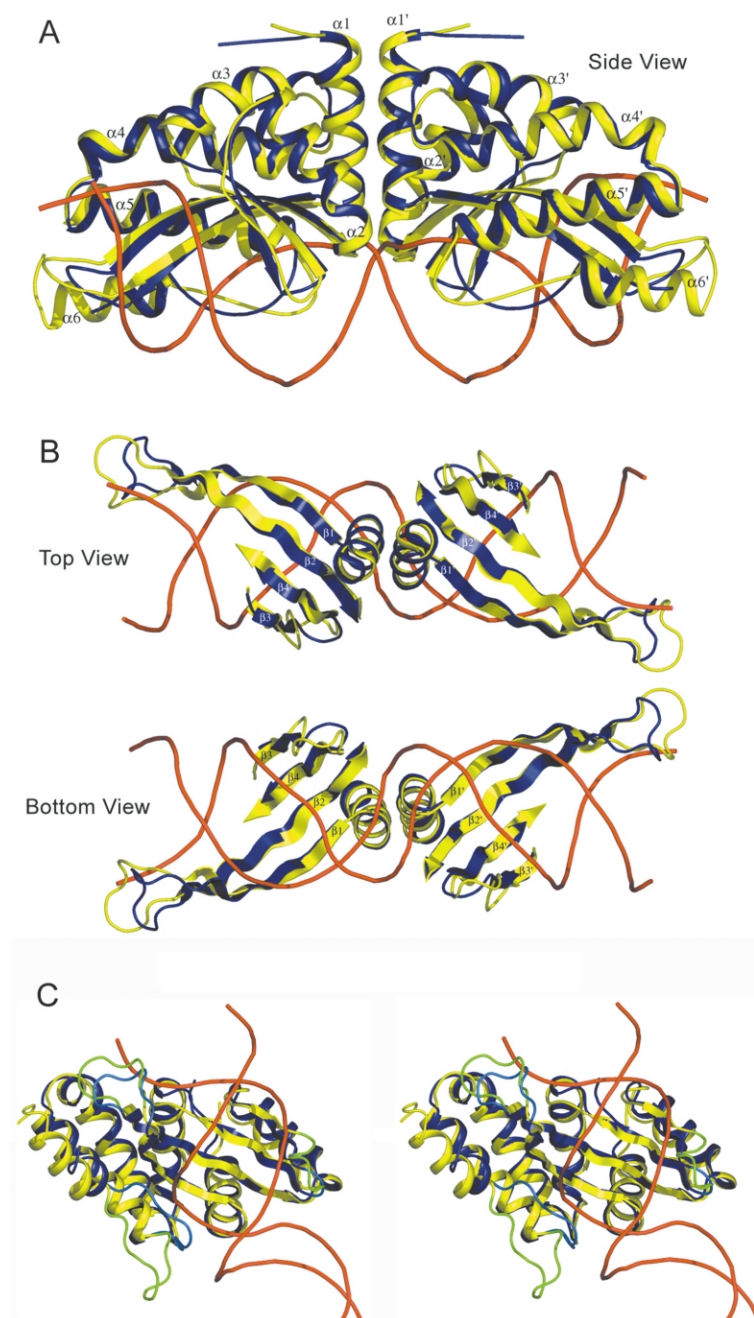 A
α1
α1'
Side View
α3
α3'
α4
α4'
α2'
α5
α5'
α2
α6
α6'
B
β3'
β4'
β1
β2'
Top View
β2
β1'
β4
β3
Bottom View
β3
β4
β1'
β2
β2'
β1
β4'
β3'
C